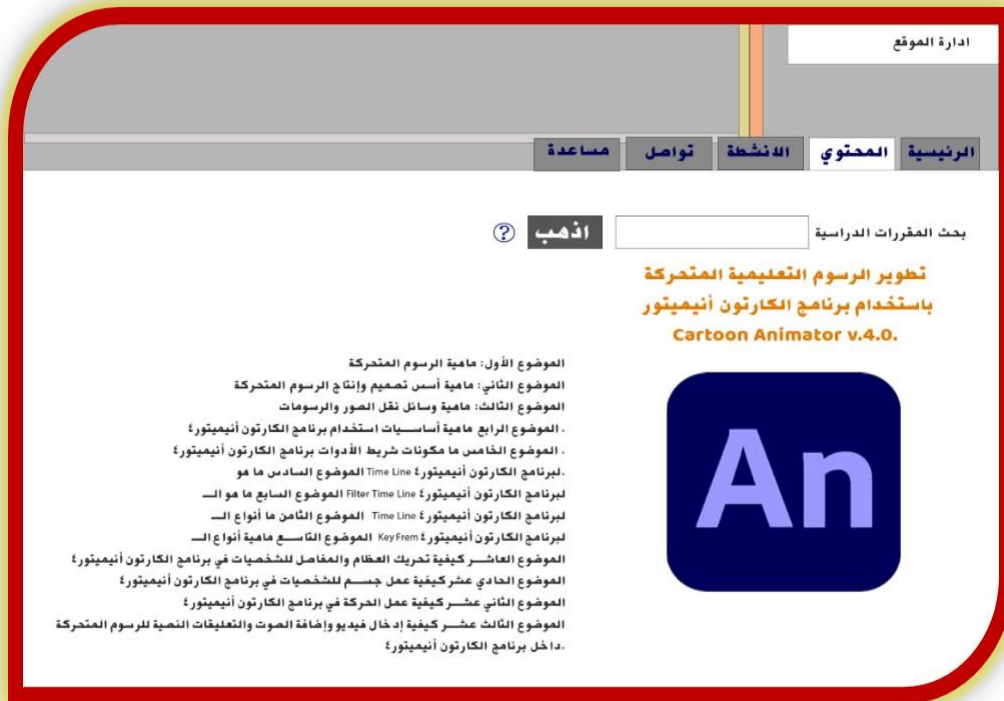 ادارة الموقع
الرئيسية المحتوي الانشطة تواصل مساعدة
بحث المقررات الدراسية اذهب ?
تطوير الرسوم التعليمية المتحركة
باستخدام برنامج الكارتون أنيميتور
Cartoon Animator v.4.0.
An
الموضوع الأول: ماهية الرسوم المتحركة
الموضوع الثاني: ماهية أسس تصميم وإنتاج الرسوم المتحركة
الموضوع الثالث: ماهية وسائل نقل الصور والرسومات
. الموضوع الرابع ماهية أساسـيات استخدام برنامج الكارتون أنيميتور٤
. الموضوع الخامس ما مكونات شريط الأدوات برنامج الكارتون أنيميتور٤
.لبرنامج الكارتون أنيميتور٤ Time Line الموضوع السادس ما هو
لبرنامج الكارتون أنيميتور٤ Filter Time Line الموضوع السابع ما هو الـ
لبرنامج الكارتون أنيميتور٤ Time Line الموضوع الثامن ما أنواع الـ
لبرنامج الكارتون أنيميتور٤ Key Frem الموضوع التاسـع ماهية أنواع الـ
الموضوع العاشـر كيفية تحريك العظام والمفاصل للشخصيات في برنامج الكارتون أنيميتور٤
الموضوع الحادي عشر كيفية عمل جسـم للشخصيات في برنامج الكارتون أنيميتور٤
الموضوع الثاني عشـر كيفية عمل الحركة في برنامج الكارتون أنيميتور٤
الموضوع الثالث عشـر كيفية إدخال فيديو وإضافة الصوت والتعليقات النصية للرسوم المتحركة
.داخل برنامج الكارتون أنيميتور٤